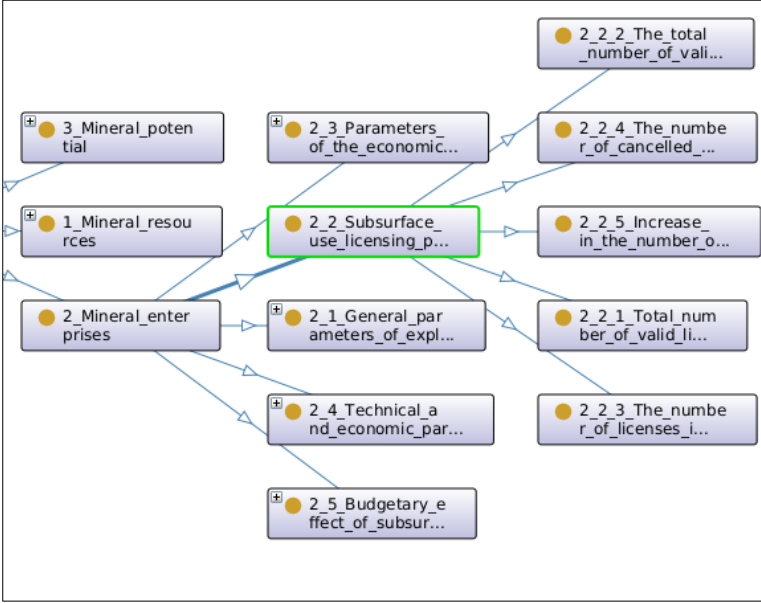 3_Mineral_poten
tial
1_Mineral_resou
rces
2_Mineral_enter
prises
2_3_Parameters_
of_the_economic...
2_2_Subsurface_
use_licensing_p...
2_1_General_par
ameters_of_expl...
2_4_Technical_a
nd_economic_par...
2_5_Budgetary_e
ffect_of_subsur...
2_2_2_The_total
_number_of_vali...
2_2_4_The_numbe
r_of_cancelled_...
2_2_5_Increase_
in_the_number_o...
2_2_1_Total_num
ber_of_valid_li...
2_2_3_The_numbe
r_of_licenses_i...